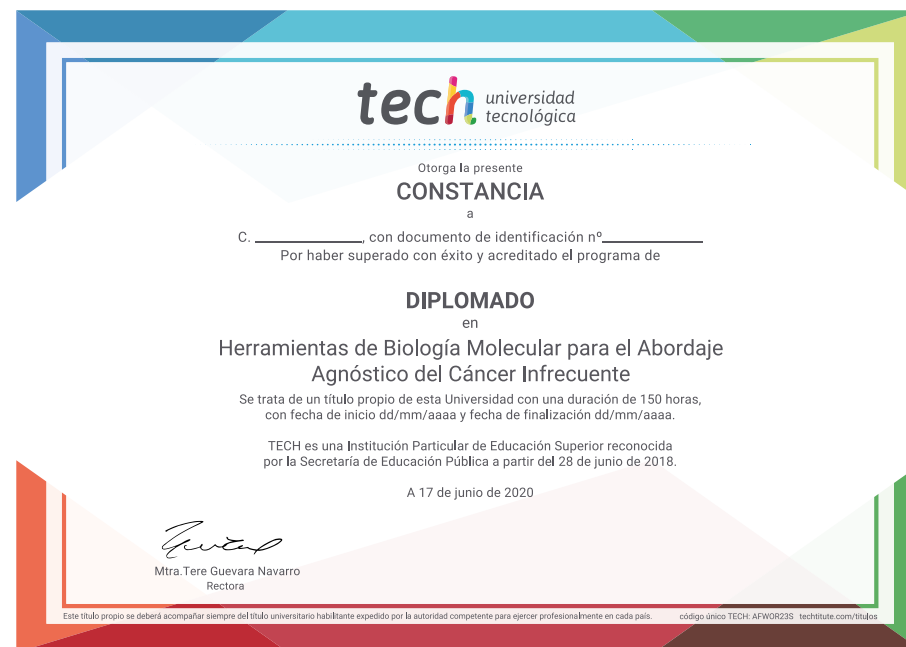 tech universidad
tecnológica
Otorga la presente
CONSTANCIA
a
C. ____________, con documento de identificación nº____________
Por haber superado con éxito y acreditado el programa de
DIPLOMADO
en
Herramientas de Biología Molecular para el Abordaje
Agnóstico del Cáncer Infrecuente
Se trata de un título propio de esta Universidad con una duración de 150 horas,
con fecha de inicio dd/mm/aaaa y fecha de finalización dd/mm/aaaa.
TECH es una Institución Particular de Educación Superior reconocida
por la Secretaría de Educación Pública a partir del 28 de junio de 2018.
A 17 de junio de 2020
Mtra.Tere Guevara Navarro
Rectora
Este título propio se deberá acompañar siempre del título universitario habilitante expedido por la autoridad competente para ejercer profesionalmente en cada país. código único TECH: AFWOR23S techtitute.com/titulos